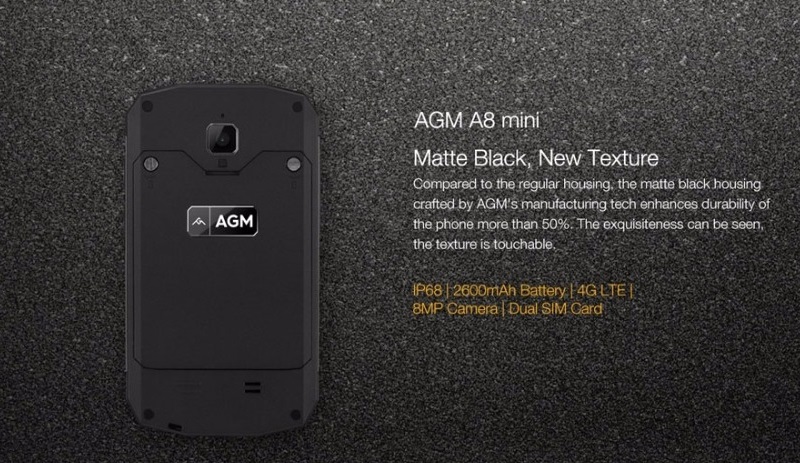 AGM A8 mini
Matte Black, New Texture
Compared to the regular housing, the matte black housing
crafted by AGM's manufacturing tech enhances durability of
the phone more than 50%. The exquisiteness can be seen,
the texture is touchable.
IP68 | 2600mAh Battery | 4G LTE |
8MP Camera | Dual SIM Card
AGM